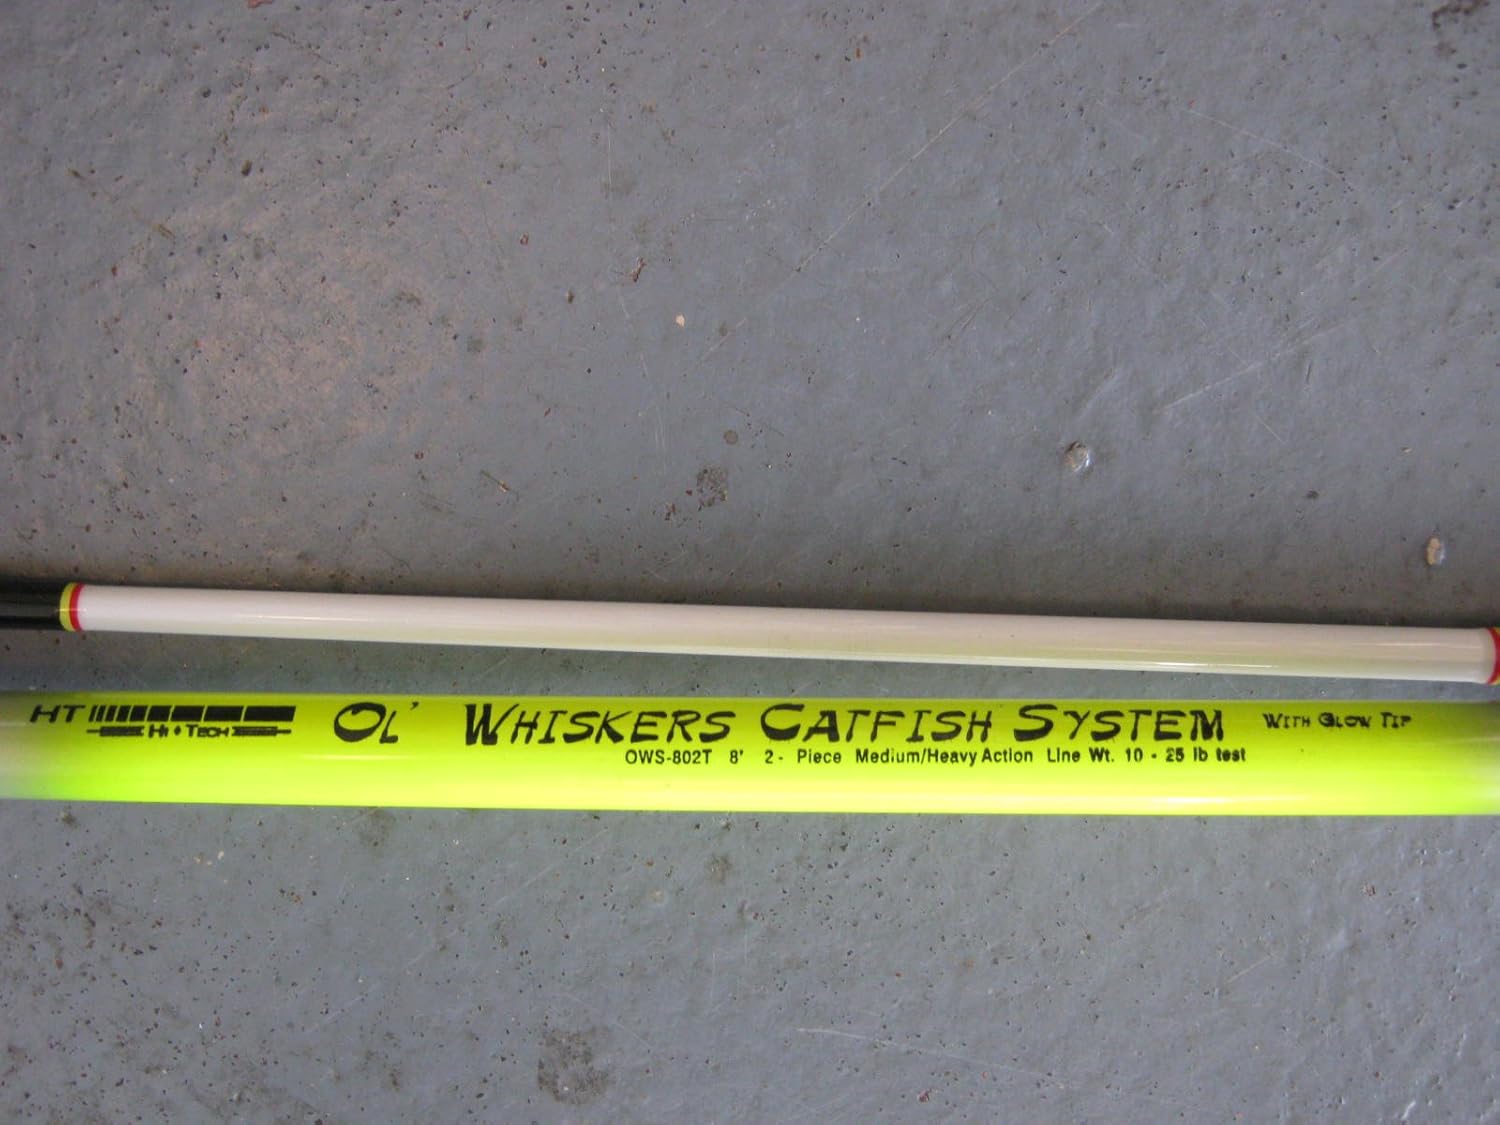 HT OL' WHISKERS CATFISH SYSTEM WITH GLOW TIP
HI TECH
OWS-802T 8' 2- Piece Medium/Heavy Action Line Wt. 10 - 25 lb test